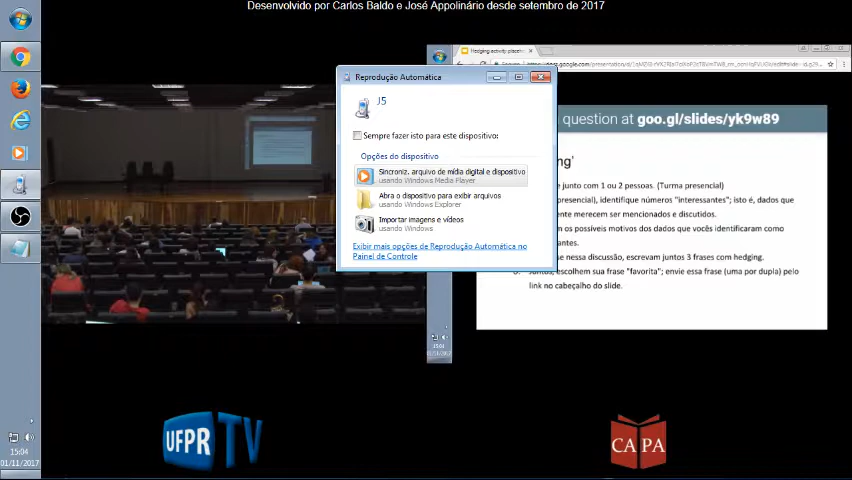 Desenvolvido por Carlos Baldo e José Appolinário desde setembro de 2017
Hedging activity
Reprodução Automática
J5
Sempre fazer isto para este dispositivo:
Opções do dispositivo
Sincroniz. arquivo de mídia digital e dispositivo
usando Windows Media Player
Abra o dispositivo para exibir arquivos
usando Windows Explorer
Importar imagens e vídeos
usando Windows
Exibir mais opções de Reprodução Automática no
Painel de Controle
question at goo.gl/slides/yk9w89
ng'
e junto com 1 ou 2 pessoas. (Turma presencial)
presencial), identifique números "interessantes"; isto é, dados que
ente merecem ser mencionados e discutidos.
m os possíveis motivos dos dados que vocês identificaram como
antes.
e nessa discussão, escrevam juntos 3 frases com hedging.
Juntos, escolhem sua frase "favorita"; envie essa frase (uma por dupla) pelo
link no cabeçalho do slide.
15:04
UFPR TV
CAPA
15:04
01/11/2017